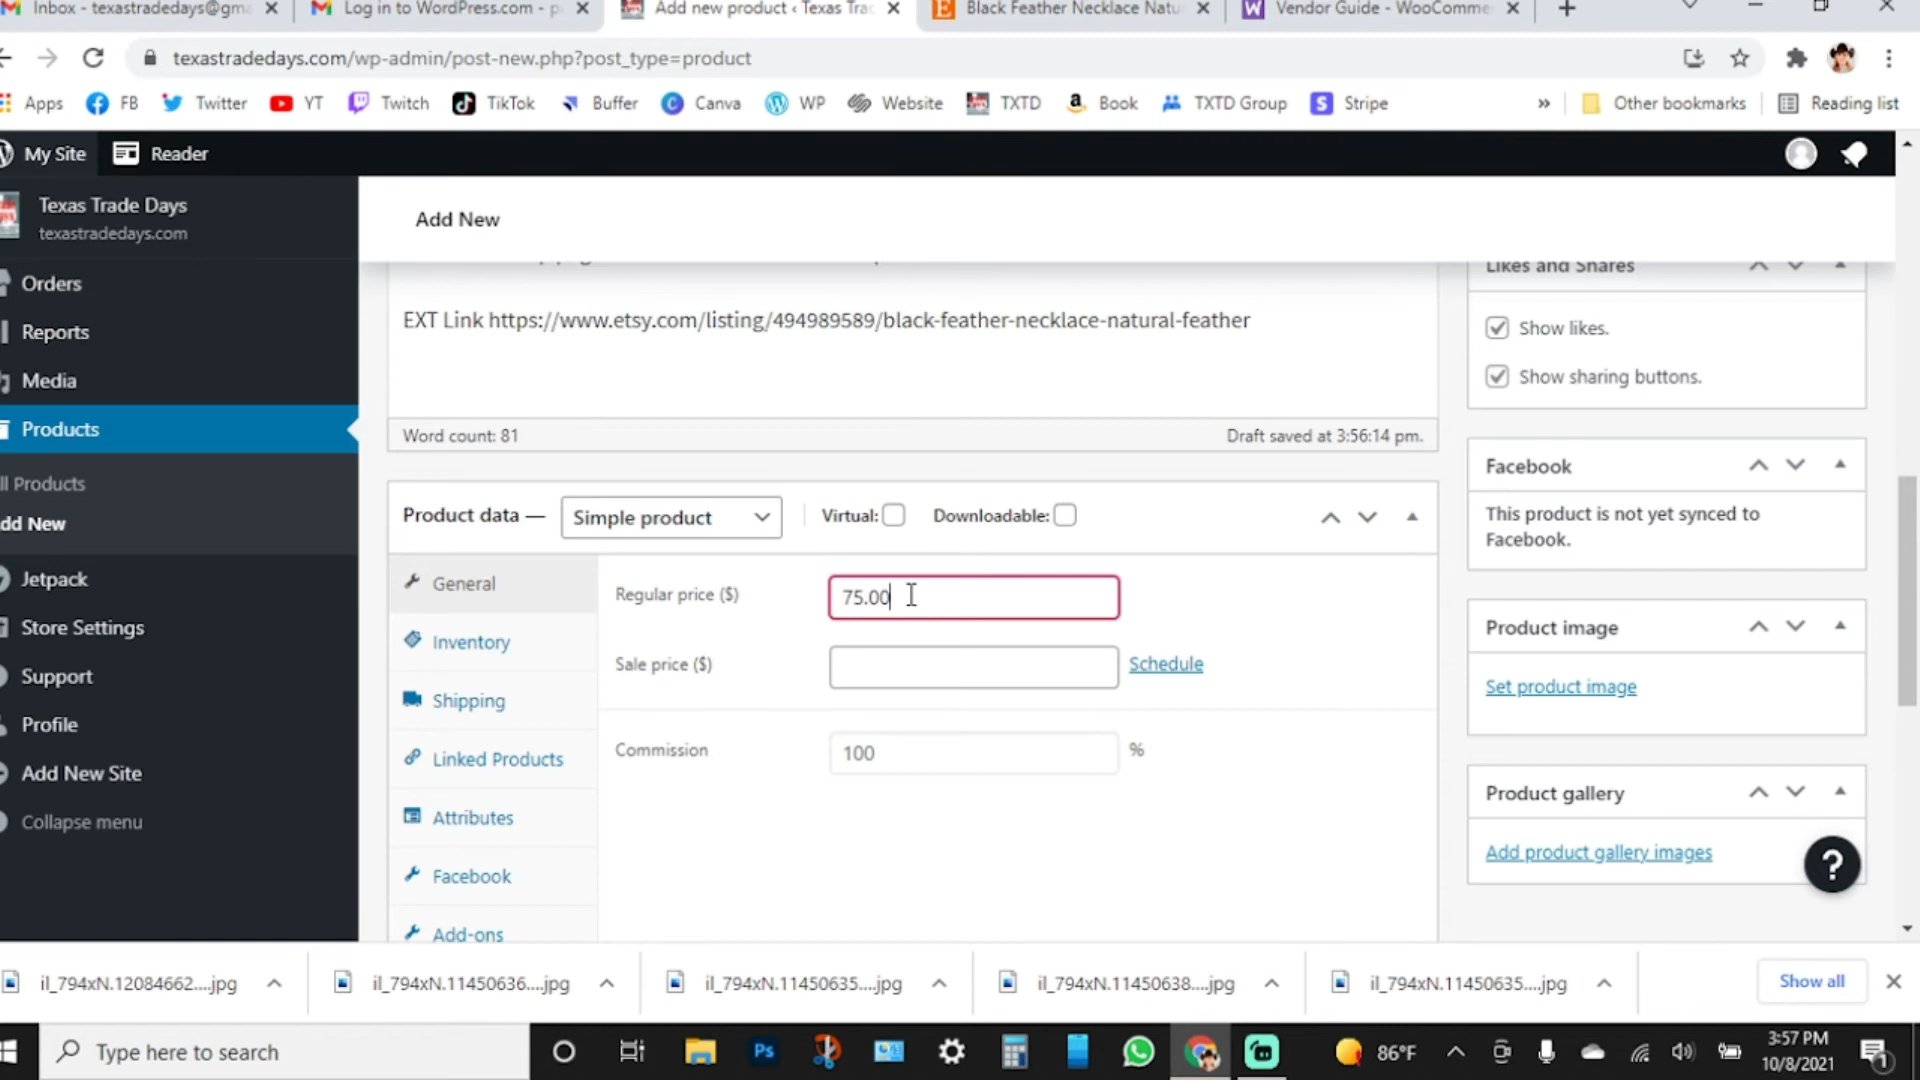 Inbox - texastradedays@gma
Log in to WordPress.com - p
Add new product ‹ Texas Trac
Black Feather Necklace Natu
Vendor Guide - WooComme
texastradedays.com/wp-admin/post-new.php?post_type=product
Apps FB Twitter YT Twitch TikTok Buffer Canva WP Website TXTD Book TXTD Group Stripe » Other bookmarks Reading list
My Site Reader
Texas Trade Days
texastradedays.com
Orders
Reports
Media
Products
ll Products
dd New
Jetpack
Store Settings
Support
Profile
Add New Site
Collapse menu
Add New
EXT Link https://www.etsy.com/listing/494989589/black-feather-necklace-natural-feather
Word count: 81
Draft saved at 3:56:14 pm.
Product data — Simple product Virtual: Downloadable:
General
Inventory
Shipping
Linked Products
Attributes
Facebook
Add-ons
Regular price ($) 75.00
Sale price ($) Schedule
Commission 100 %
Likes and Shares
Show likes.
Show sharing buttons.
Facebook
This product is not yet synced to
Facebook.
Product image
Set product image
Product gallery
Add product gallery images
?
il_794xN.12084662....jpg
il_794xN.11450636....jpg
il_794xN.11450635....jpg
il_794xN.11450638....jpg
il_794xN.11450635....jpg
Show all
Type here to search
Ps
86°F
3:57 PM
10/8/2021
1